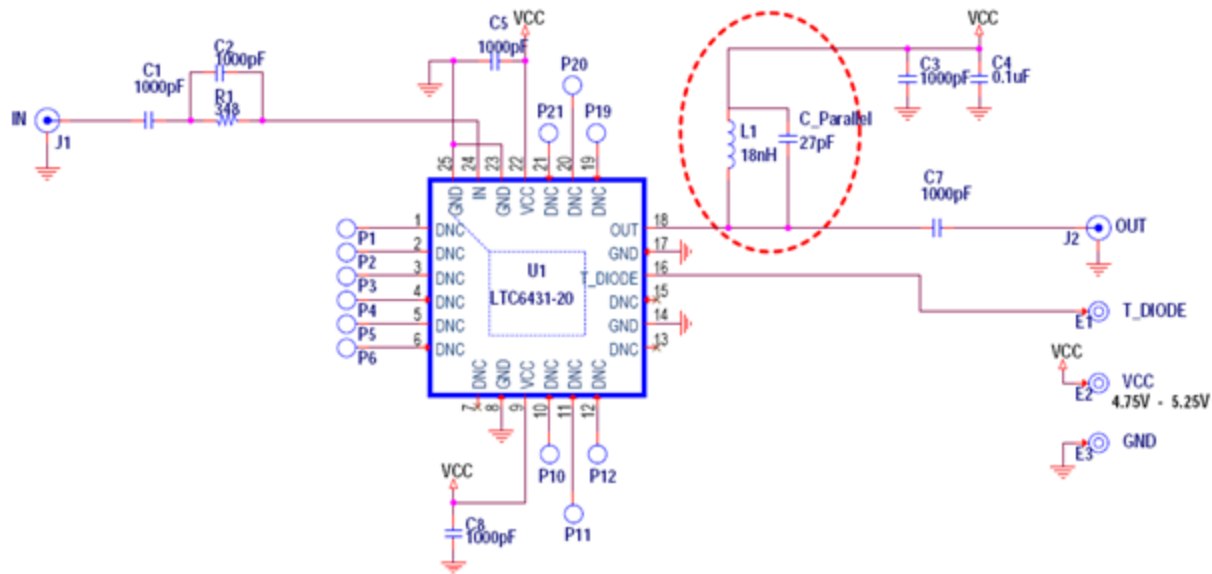 C1
1000pF
C2
1000pF
R1
348
IN
J1
C5
1000pF
VCC
P20
P21
P19
25
24
23
22
21
20
19
GND
IN
GND
VCC
DNC
DNC
DNC
L1
18nH
C_Parallel
27pF
VCC
C3
1000pF
C4
0.1uF
C7
1000pF
OUT
J2
P1
P2
P3
P4
P5
P6
1
2
3
4
5
6
DNC
DNC
DNC
DNC
DNC
DNC
U1
LTC6431-20
OUT
GND
T_DIODE
DNC
GND
DNC
18
17
16
15
14
13
DNC
GND
VCC
DNC
DNC
DNC
7
8
9
10
11
12
P10
P12
P11
VCC
C8
1000pF
E1
T_DIODE
VCC
E2
VCC
4.75V - 5.25V
E3
GND